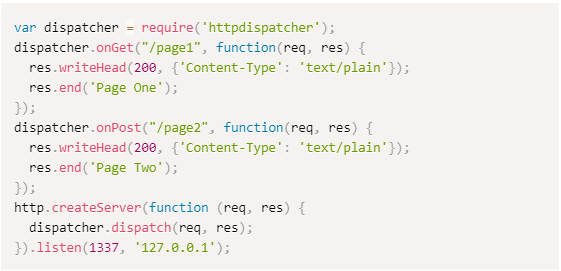 var dispatcher = require('httpdispatcher');
dispatcher.onGet("/page1", function(req, res) {
  res.writeHead(200, {'Content-Type': 'text/plain'});
  res.end('Page One');
});
dispatcher.onPost("/page2", function(req, res) {
  res.writeHead(200, {'Content-Type': 'text/plain'});
  res.end('Page Two');
});
http.createServer(function (req, res) {
  dispatcher.dispatch(req, res);
}).listen(1337, '127.0.0.1');